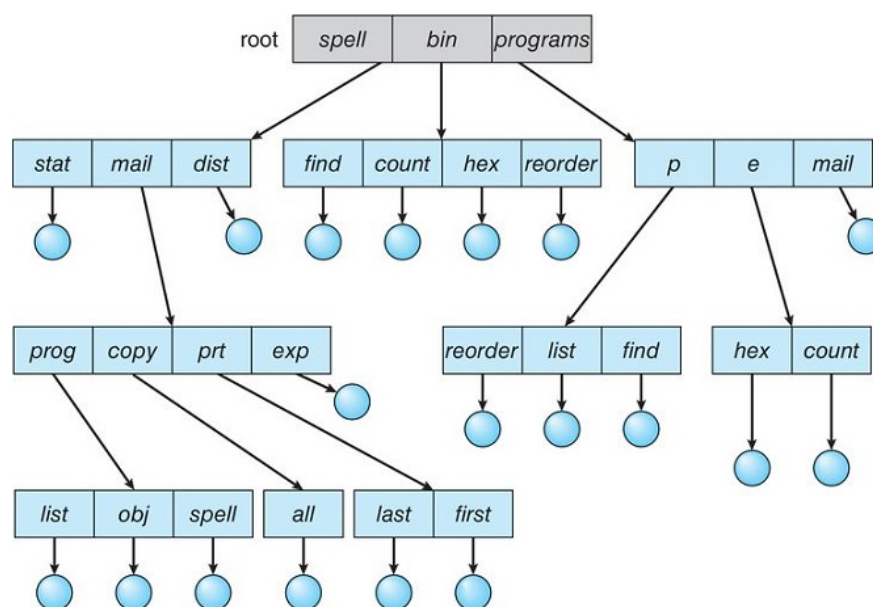 root spell bin programs
stat mail dist find count hex reorder p e mail
prog copy prt exp reorder list find hex count
list obj spell all last first